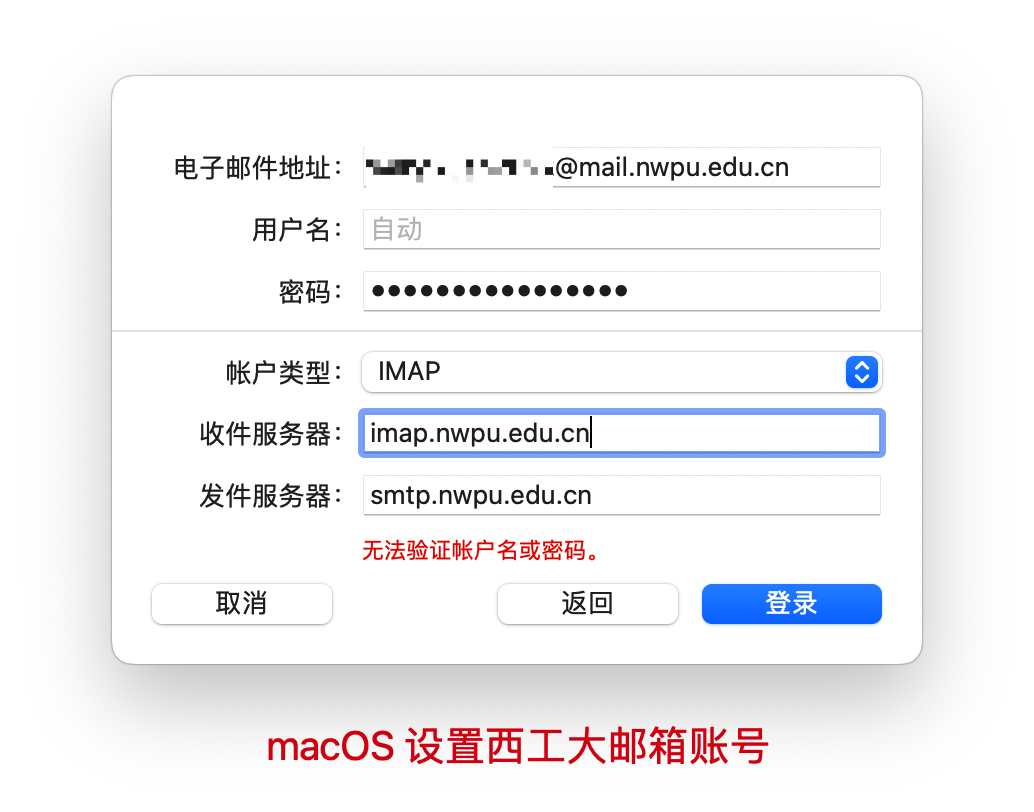 电子邮件地址： @mail.nwpu.edu.cn
用户名： 自动
密码： ●●●●●●●●●●●●●●●●
帐户类型： IMAP
收件服务器： imap.nwpu.edu.cn
发件服务器： smtp.nwpu.edu.cn
无法验证帐户名或密码。
取消 返回 登录
macOS 设置西工大邮箱账号